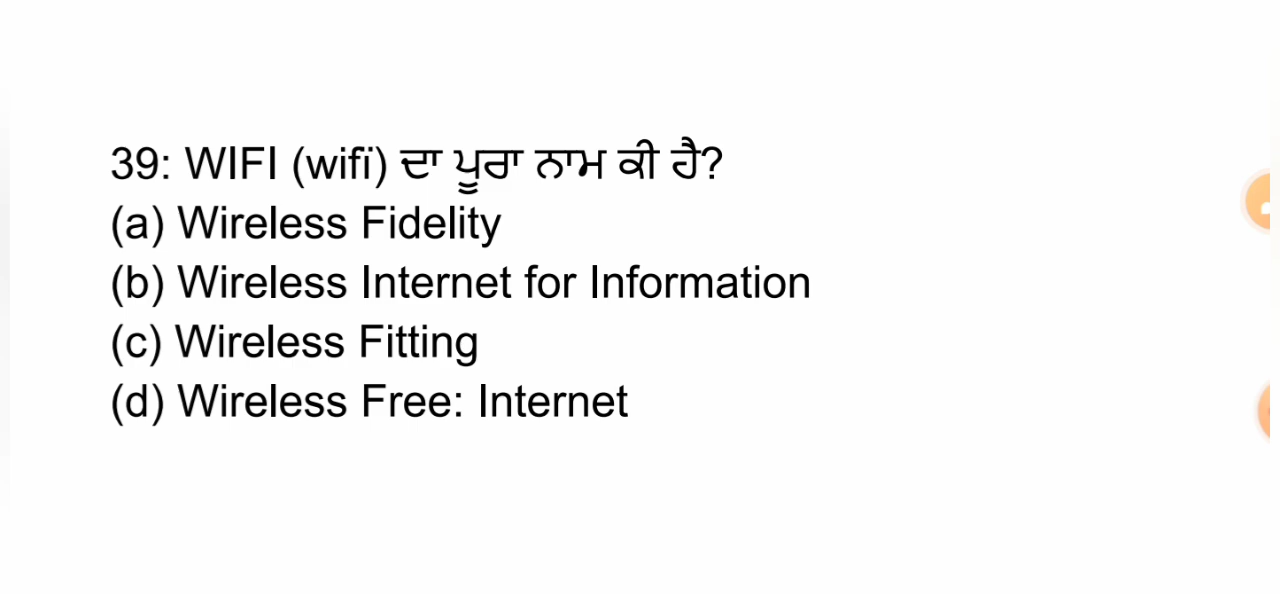 39: WIFI (wifi) ਦਾ ਪੂਰਾ ਨਾਮ ਕੀ ਹੈ?
(a) Wireless Fidelity
(b) Wireless Internet for Information
(c) Wireless Fitting
(d) Wireless Free: Internet